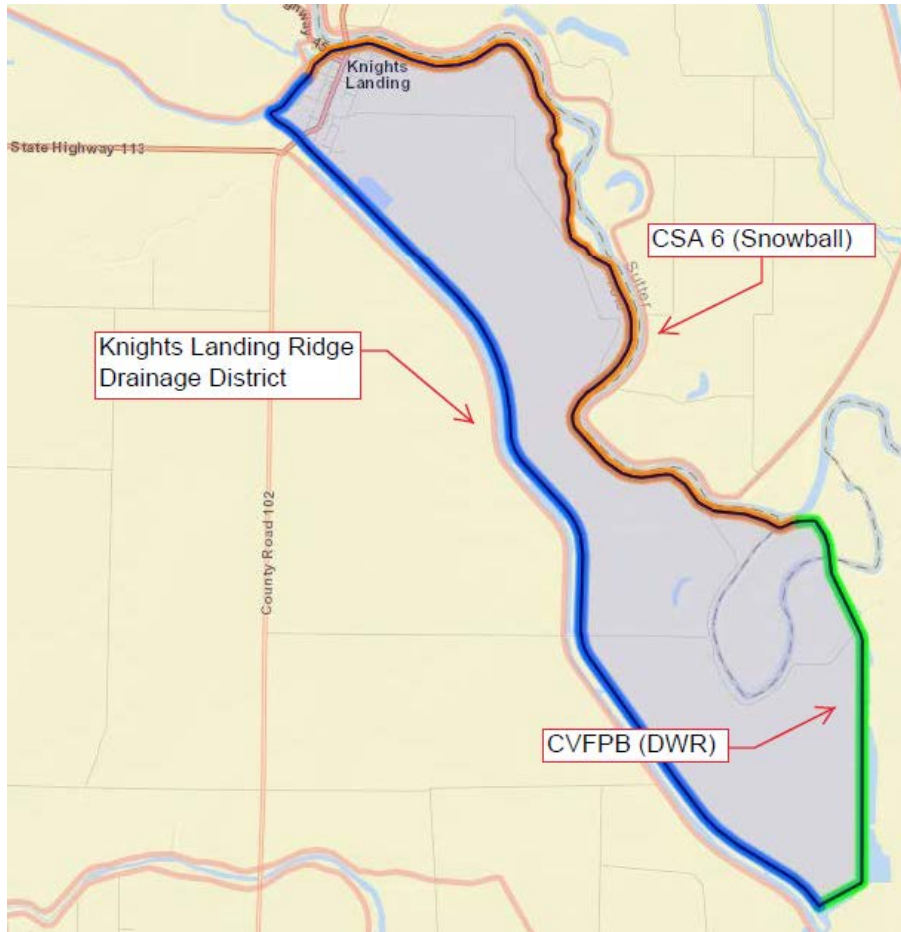 Knights
Landing
State Highway 113
CSA 6 (Snowball)
Sutter
Knights Landing Ridge
Drainage District
County Road 102
CVFPB (DWR)